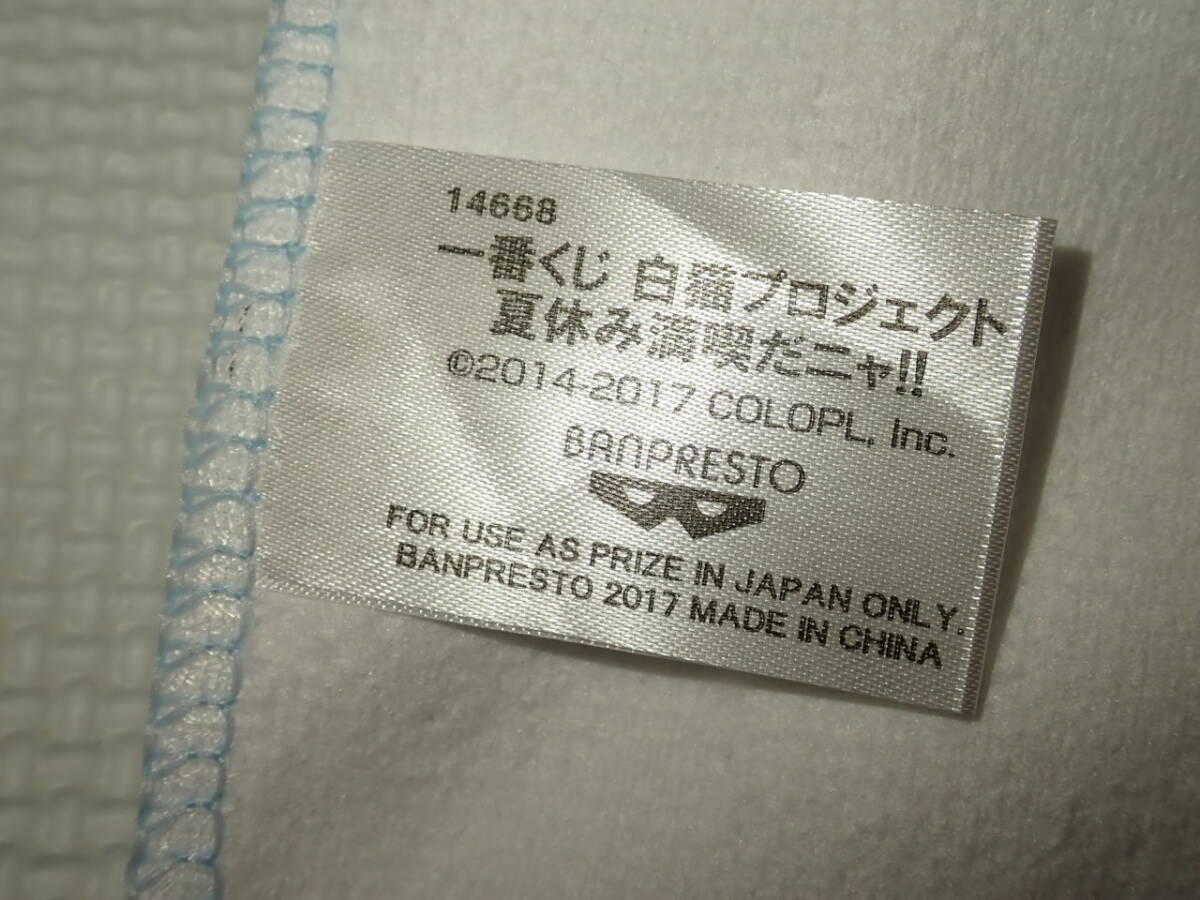 14668
一番くじ 白猫プロジェクト
夏休み満喫だニャ!!
©2014-2017 COLOPL, Inc.
BANPRESTO
FOR USE AS PRIZE IN JAPAN ONLY.
BANPRESTO 2017 MADE IN CHINA